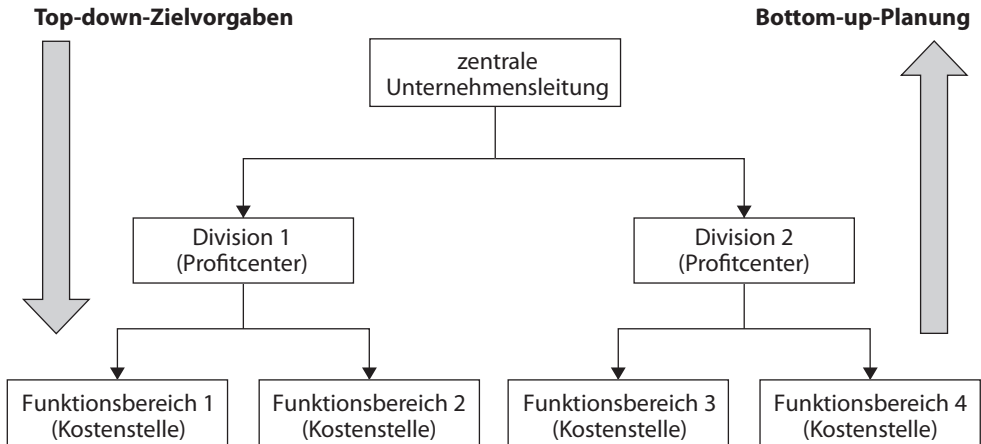 Top-down-Zielvorgaben
Bottom-up-Planung
zentrale
Unternehmensleitung
Division 1
(Profitcenter)
Division 2
(Profitcenter)
Funktionsbereich 1
(Kostenstelle)
Funktionsbereich 2
(Kostenstelle)
Funktionsbereich 3
(Kostenstelle)
Funktionsbereich 4
(Kostenstelle)